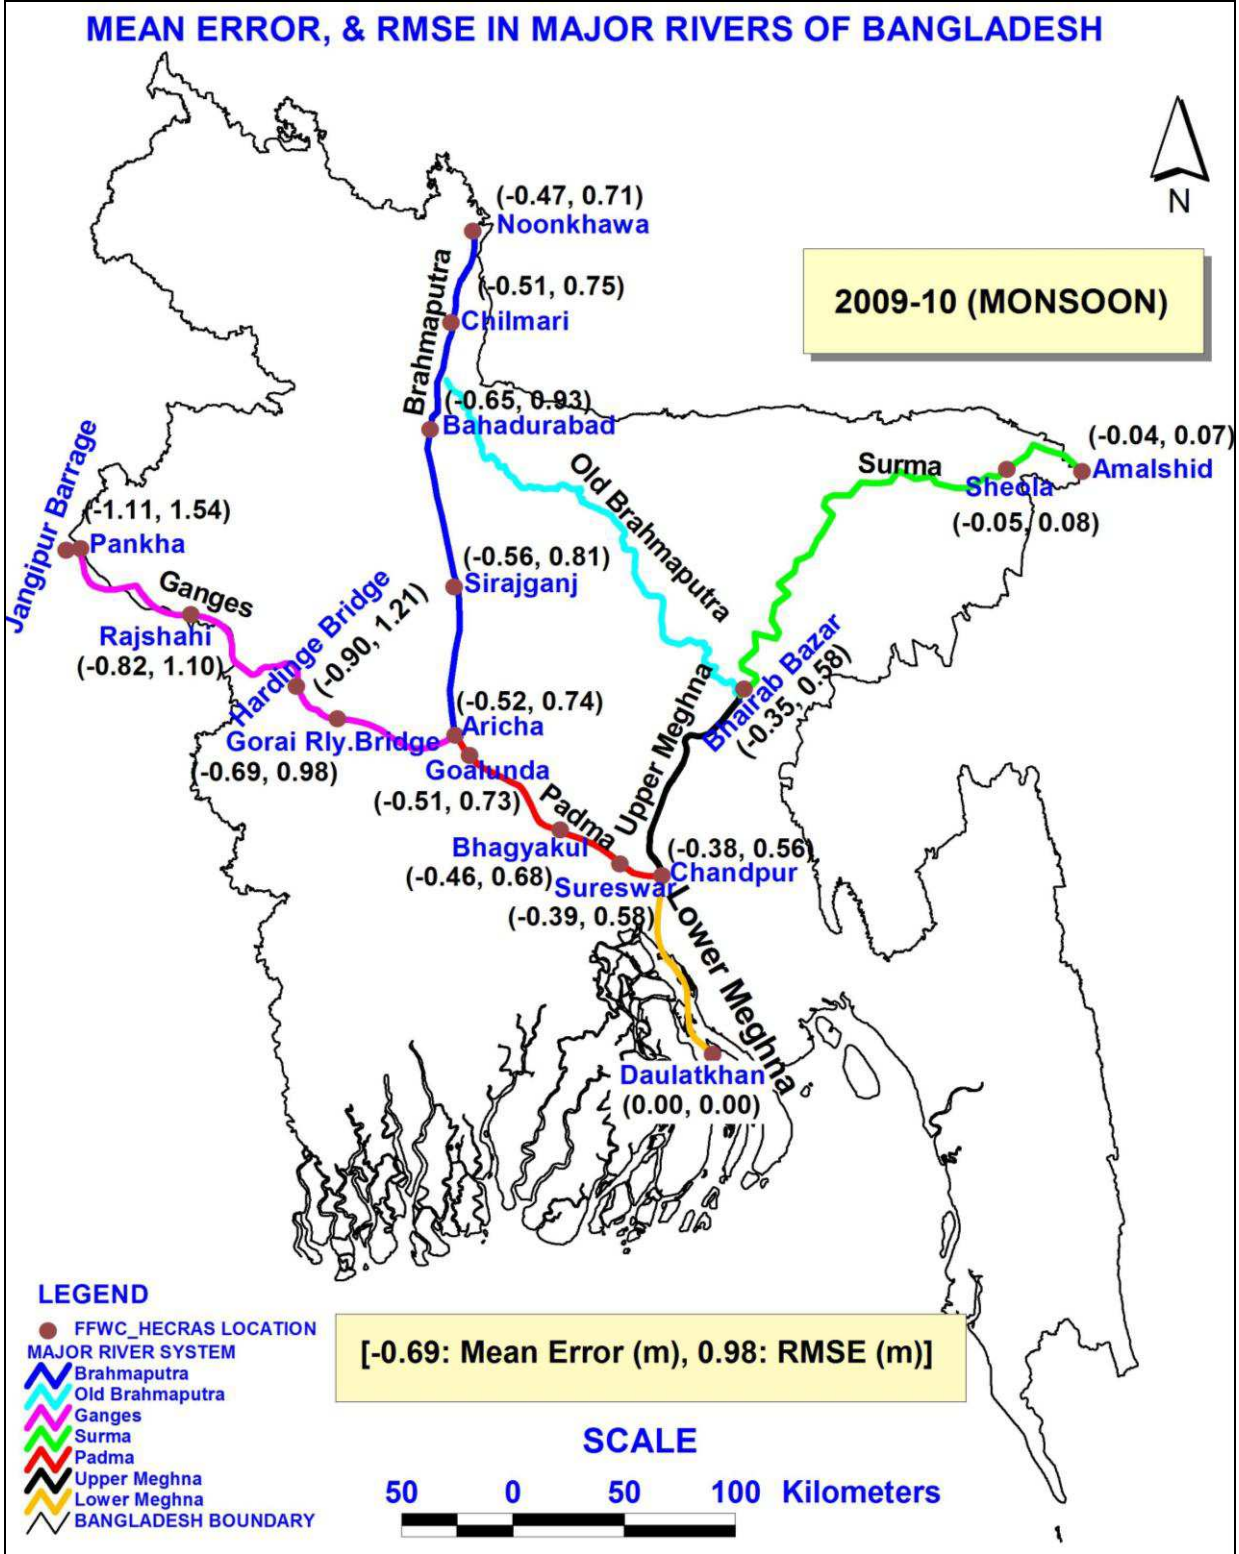 MEAN ERROR, & RMSE IN MAJOR RIVERS OF BANGLADESH
N
2009-10 (MONSOON)
(-0.47, 0.71)
Noonkhawa
(-0.51, 0.75)
Chilmari
Brahmaputra
(-0.65, 0.93)
Bahadurabad
Old Brahmaputra
Surma
(-0.04, 0.07)
Amalshid
Sheola
(-0.05, 0.08)
Jangipur Barrage
(-1.11, 1.54)
Pankha
Ganges
Rajshahi
(-0.82, 1.10)
Hardinge Bridge
(-0.90, 1.21)
(-0.56, 0.81)
Sirajganj
(-0.52, 0.74)
Aricha
Gorai Rly.Bridge
(-0.69, 0.98)
Goalunda
(-0.51, 0.73)
Padma
Upper Meghna
Bhairab Bazar
(-0.35, 0.58)
Bhagyakul
(-0.46, 0.68)
Sureswar
(-0.39, 0.58)
(-0.38, 0.56)
Chandpur
Lower Meghna
Daulatkhan
(0.00, 0.00)
LEGEND
FFWC_HECRAS LOCATION
MAJOR RIVER SYSTEM
Brahmaputra
Old Brahmaputra
Ganges
Surma
Padma
Upper Meghna
Lower Meghna
BANGLADESH BOUNDARY
[-0.69: Mean Error (m), 0.98: RMSE (m)]
SCALE
50 0 50 100 Kilometers